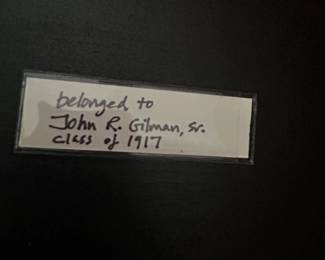 belonged to
John R. Gilman, Sr.
class of 1917